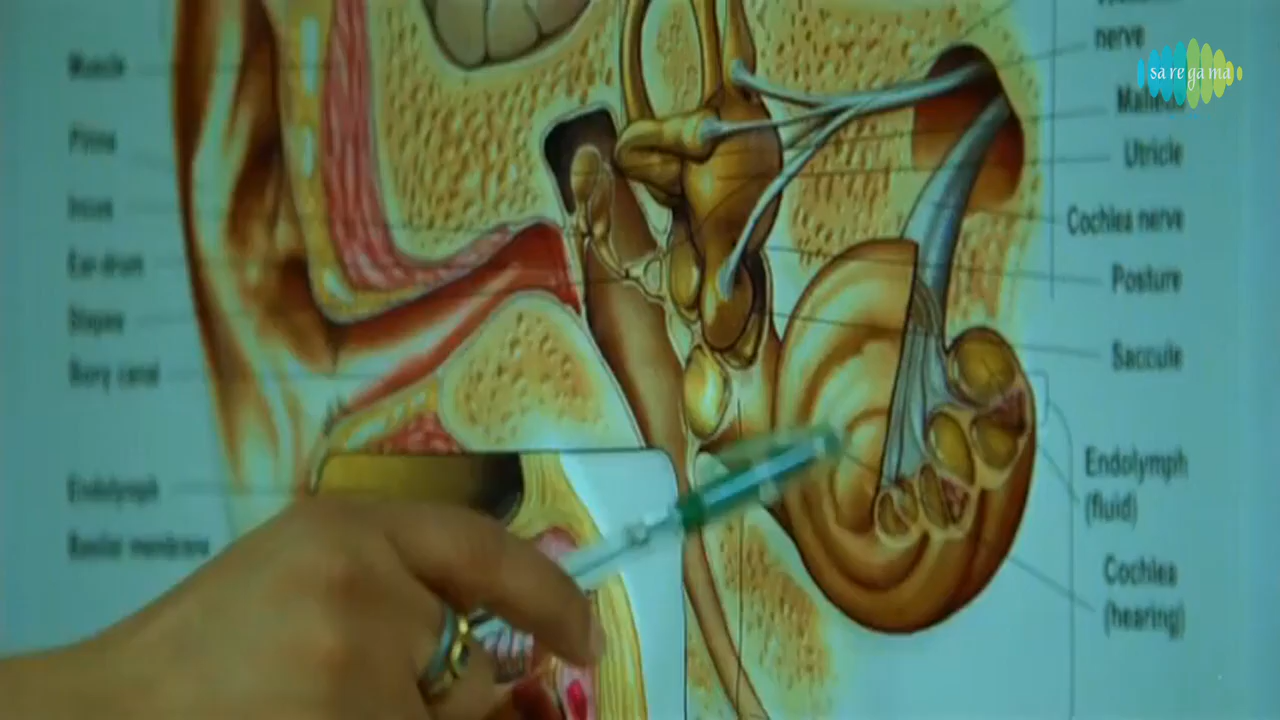 Muscle
Pinna
Incus
Ear-drum
Stapes
Bony canal
Endolymph
Basilar membrane
nerve
Malleus
Utricle
Cochlea nerve
Posture
Saccule
Endolymph
(fluid)
Cochlea
(hearing)
sa re ga ma